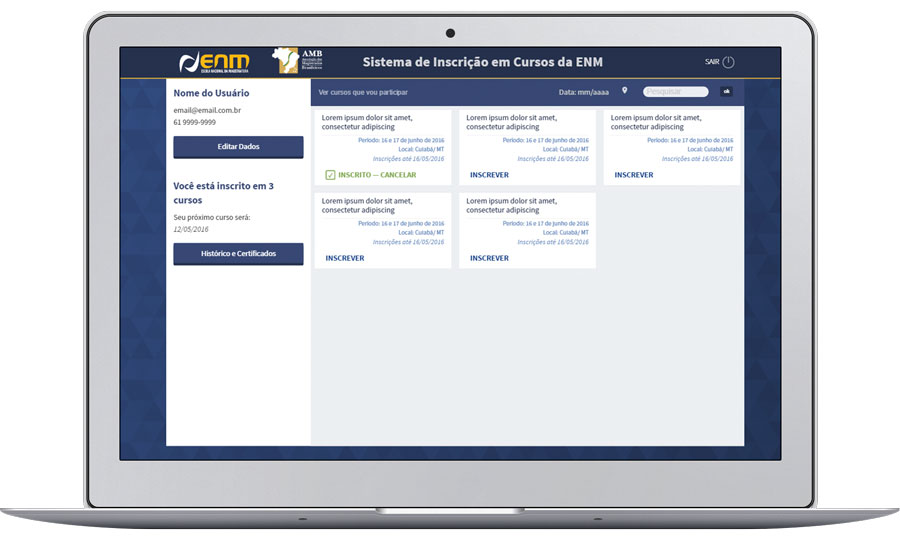 ENM
ESCOLA NACIONAL DA MAGISTRATURA
AMB
Associação dos
Magistrados
Brasileiros
Sistema de Inscrição em Cursos da ENM
SAIR
Nome do Usuário
email@email.com.br
61 9999-9999
Editar Dados
Você está inscrito em 3
cursos
Seu próximo curso será:
12/05/2016
Histórico e Certificados
Ver cursos que vou participar
Data: mm/aaaa
Pesquisar
ok
Lorem ipsum dolor sit amet,
consectetur adipiscing
Período: 16 e 17 de junho de 2016
Local: Cuiabá/ MT
Inscrições até 16/05/2016
INSCRITO — CANCELAR
Lorem ipsum dolor sit amet,
consectetur adipiscing
Período: 16 e 17 de junho de 2016
Local: Cuiabá/ MT
Inscrições até 16/05/2016
INSCREVER
Lorem ipsum dolor sit amet,
consectetur adipiscing
Período: 16 e 17 de junho de 2016
Local: Cuiabá/ MT
Inscrições até 16/05/2016
INSCREVER
Lorem ipsum dolor sit amet,
consectetur adipiscing
Período: 16 e 17 de junho de 2016
Local: Cuiabá/ MT
Inscrições até 16/05/2016
INSCREVER
Lorem ipsum dolor sit amet,
consectetur adipiscing
Período: 16 e 17 de junho de 2016
Local: Cuiabá/ MT
Inscrições até 16/05/2016
INSCREVER